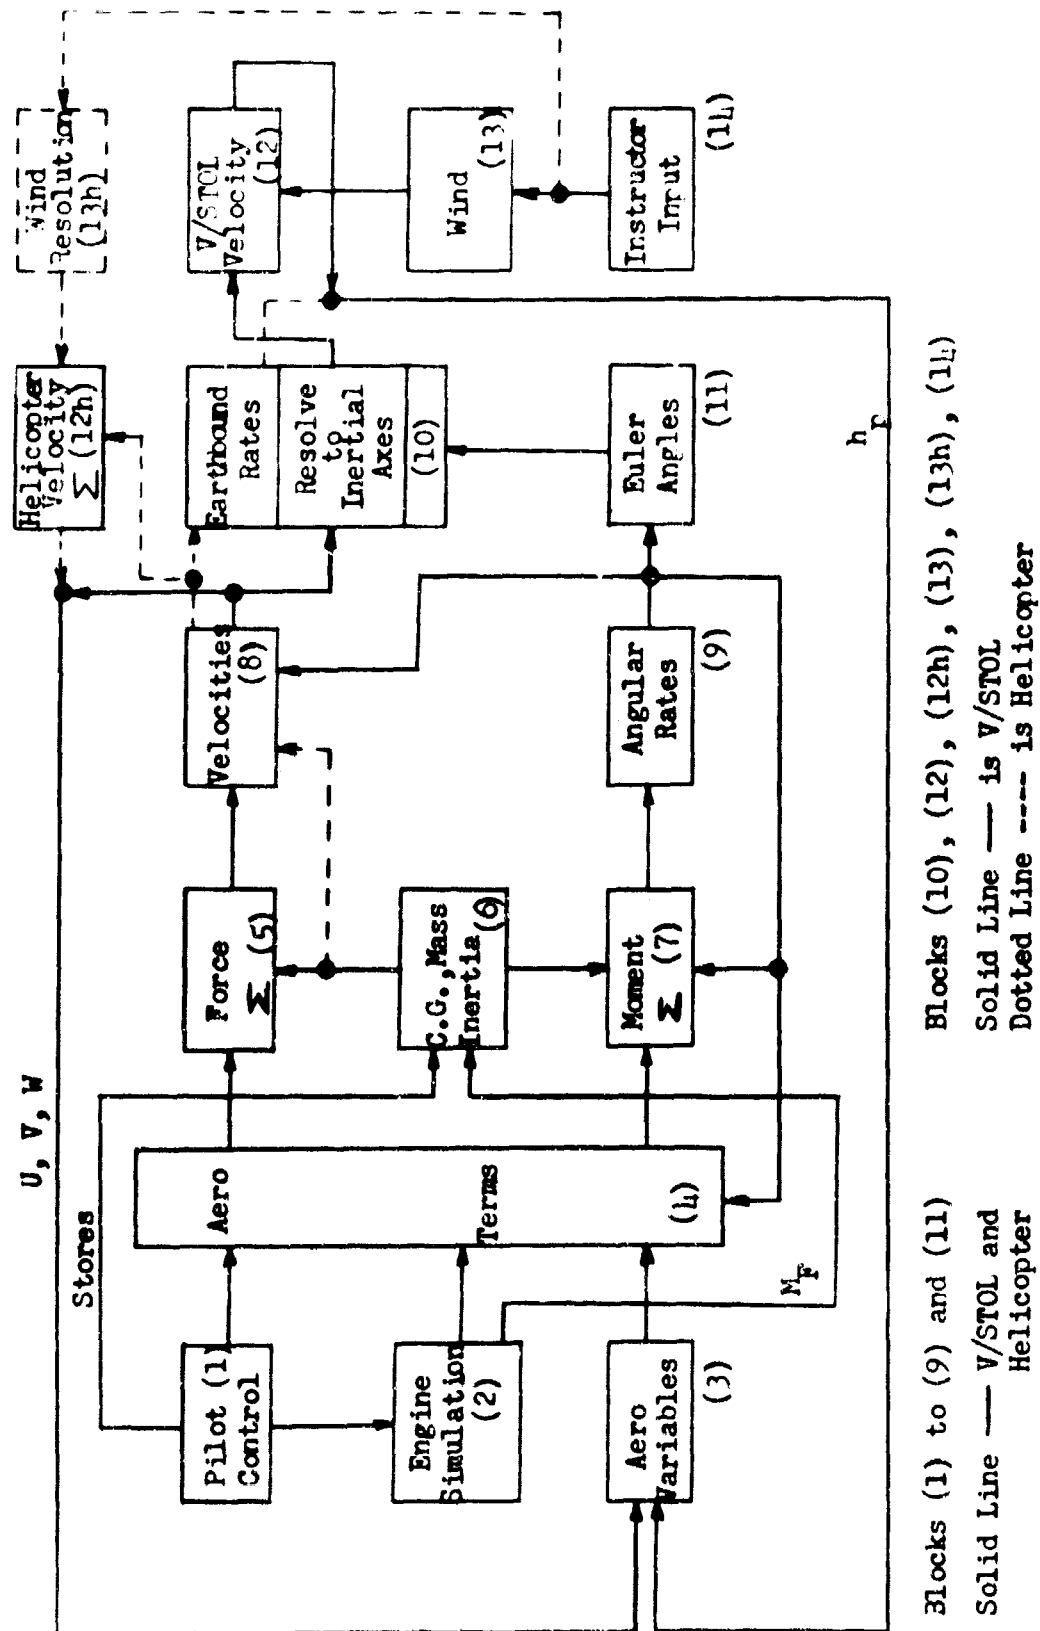 U, V, W
Stores
Pilot (1)
Control
Engine
Simulation
(2)
Aero
Variables
(3)
Aero
Terms
(4)
M_F
Force
Σ (5)
C.G., Mass
Inertia (6)
Moment
Σ (7)
Velocities
(8)
Angular
Rates
(9)
Helicopter
Velocity
Σ (12h)
Earthbound
Rates
Resolve
to
Inertial
Axes
(10)
Euler
Angles
(11)
Wind
Resolution
(13h)
V/STOL
Velocity
(12)
Wind
(13)
Instructor
Input
(14)
h_r
Blocks (1) to (9) and (11)
Solid Line —— V/STOL and
Helicopter
Blocks (10), (12), (12h), (13), (13h), (14)
Solid Line —— is V/STOL
Dotted Line ---- is Helicopter